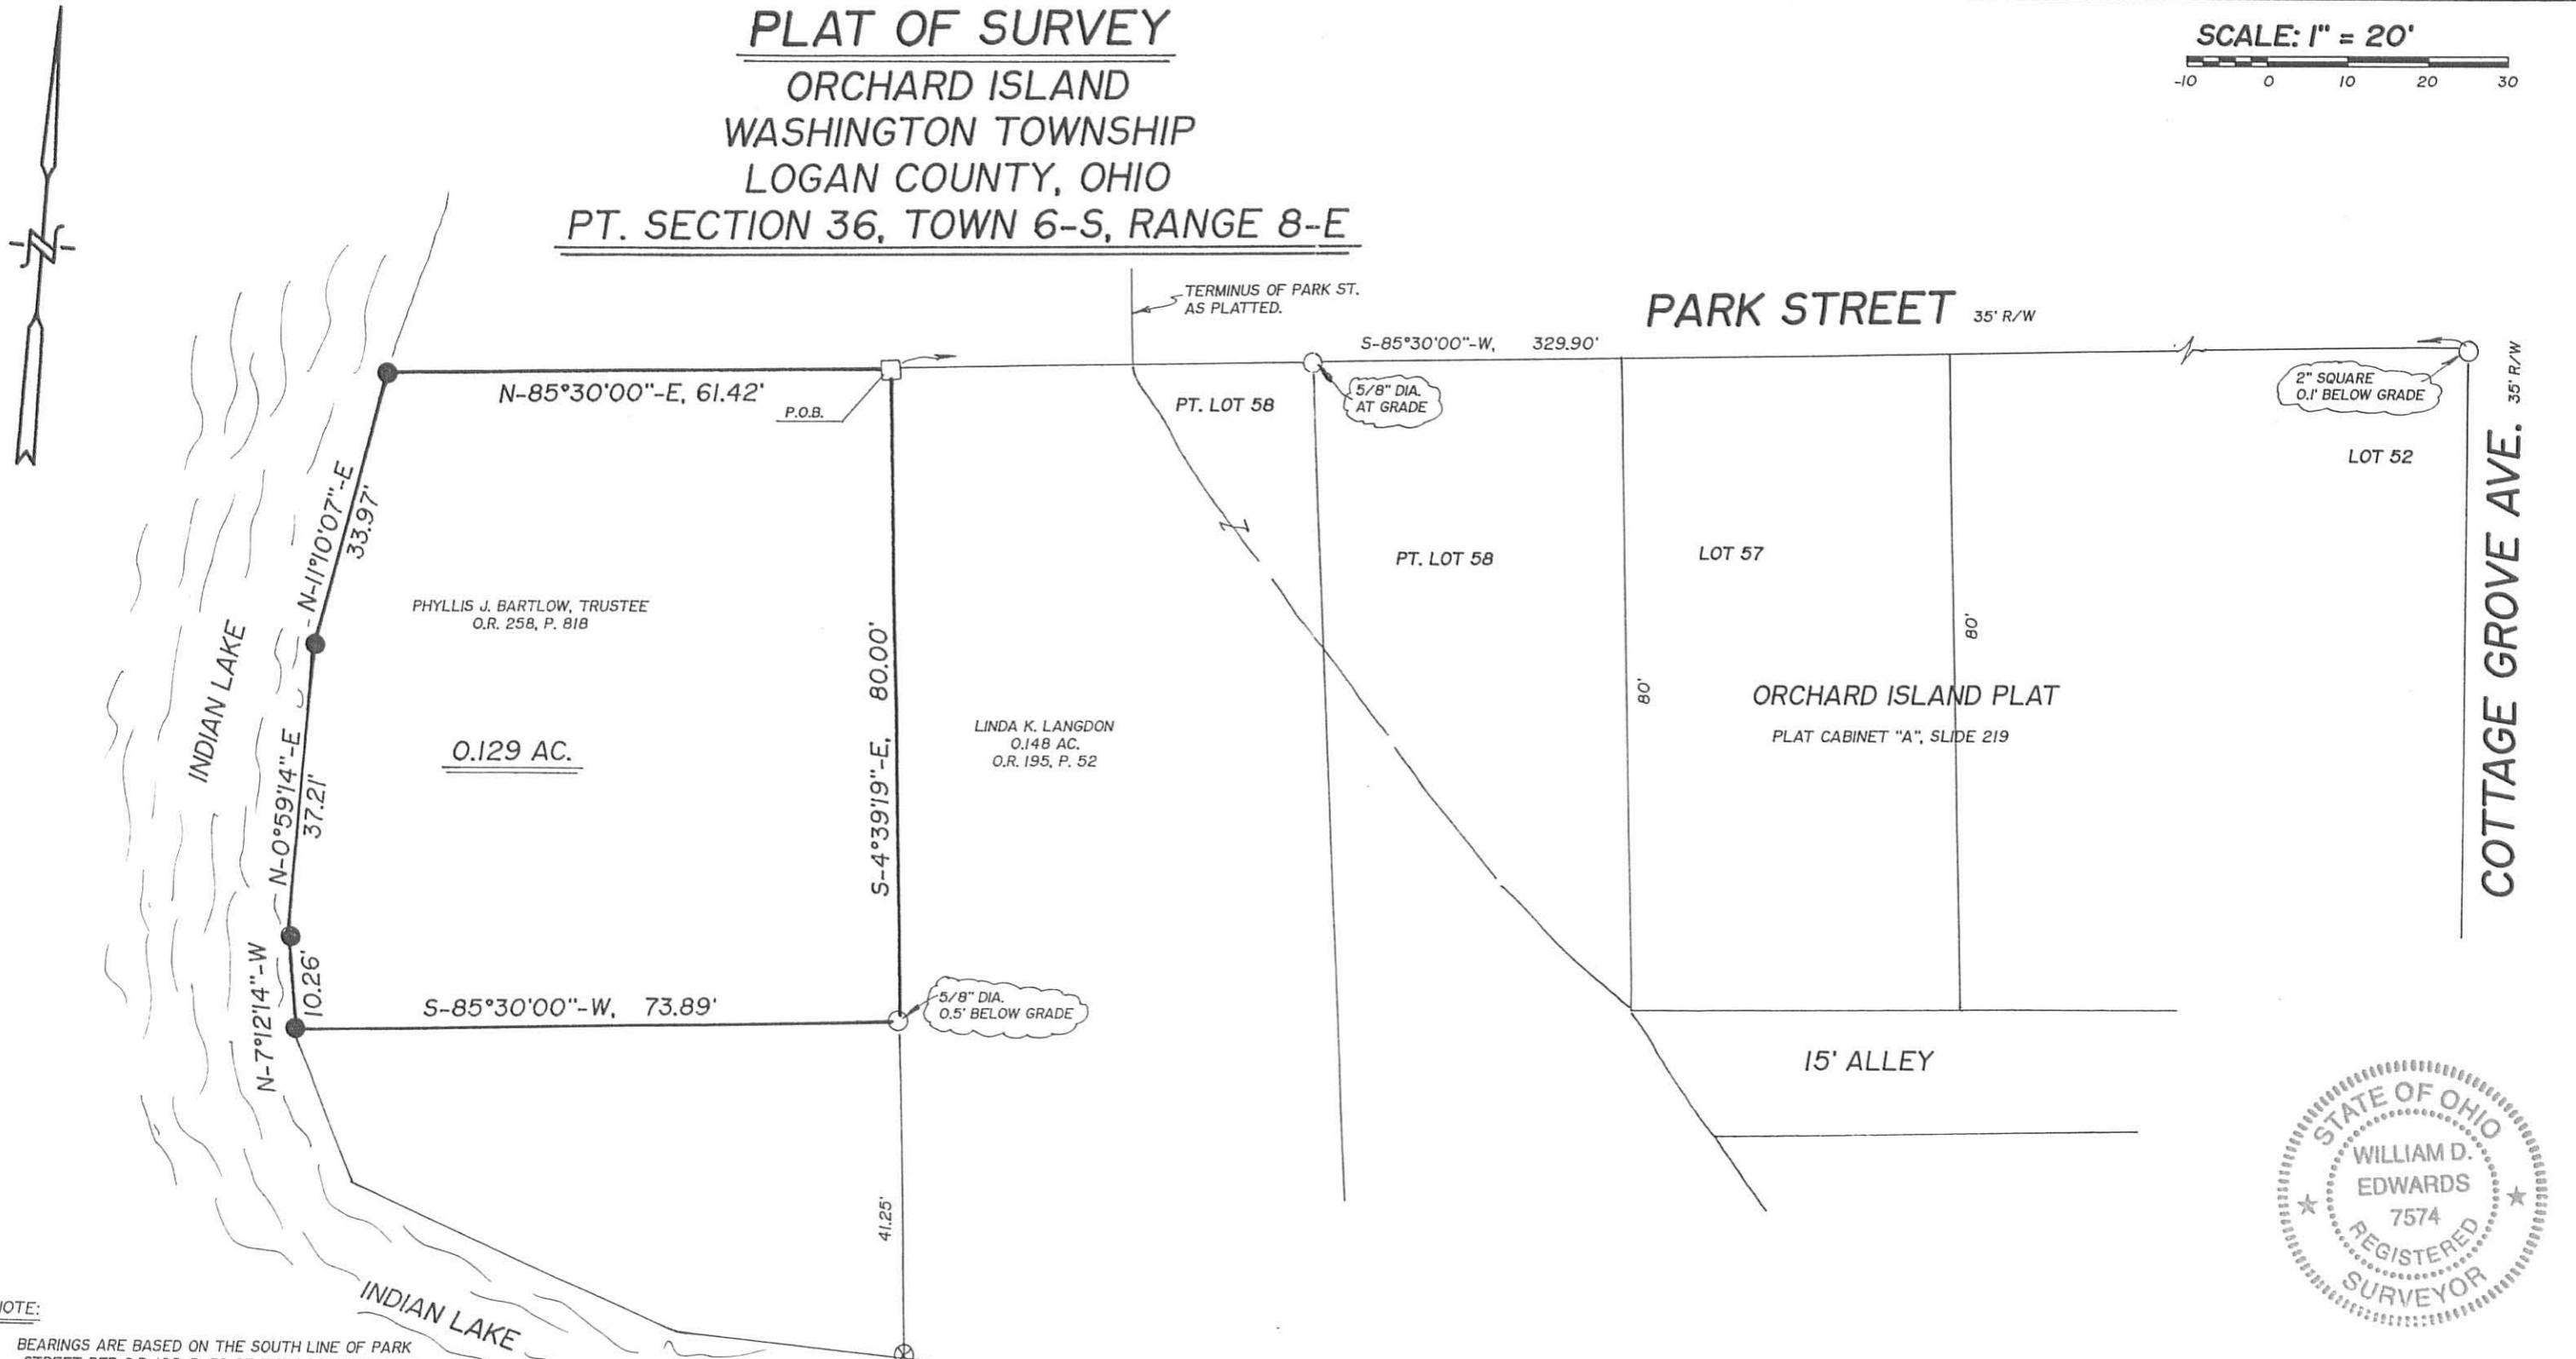 PLAT OF SURVEY
ORCHARD ISLAND
WASHINGTON TOWNSHIP
LOGAN COUNTY, OHIO
PT. SECTION 36, TOWN 6-S, RANGE 8-E
SCALE: 1" = 20'
-10 0 10 20 30
N
TERMINUS OF PARK ST.
AS PLATTED.
PARK STREET 35' R/W
S-85°30'00"-W, 329.90'
N-85°30'00"-E, 61.42'
P.O.B.
PT. LOT 58
5/8" DIA.
AT GRADE
2" SQUARE
0.1' BELOW GRADE
35' R/W
COTTAGE GROVE AVE.
LOT 52
N-11°10'07"-E
33.97'
PT. LOT 58
LOT 57
PHYLLIS J. BARTLOW, TRUSTEE
O.R. 258, P. 818
INDIAN LAKE
S-4°39'19"-E, 80.00'
80'
80'
ORCHARD ISLAND PLAT
PLAT CABINET "A", SLIDE 219
LINDA K. LANGDON
0.148 AC.
O.R. 195, P. 52
0.129 AC.
N-0°59'14"-E
37.21'
N-7°12'14"-W
10.26'
S-85°30'00"-W, 73.89'
5/8" DIA.
0.5' BELOW GRADE
15' ALLEY
41.25'
INDIAN LAKE
STATE OF OHIO
WILLIAM D.
EDWARDS
7574
REGISTERED
SURVEYOR
BEARINGS ARE BASED ON THE SOUTH LINE OF PARK